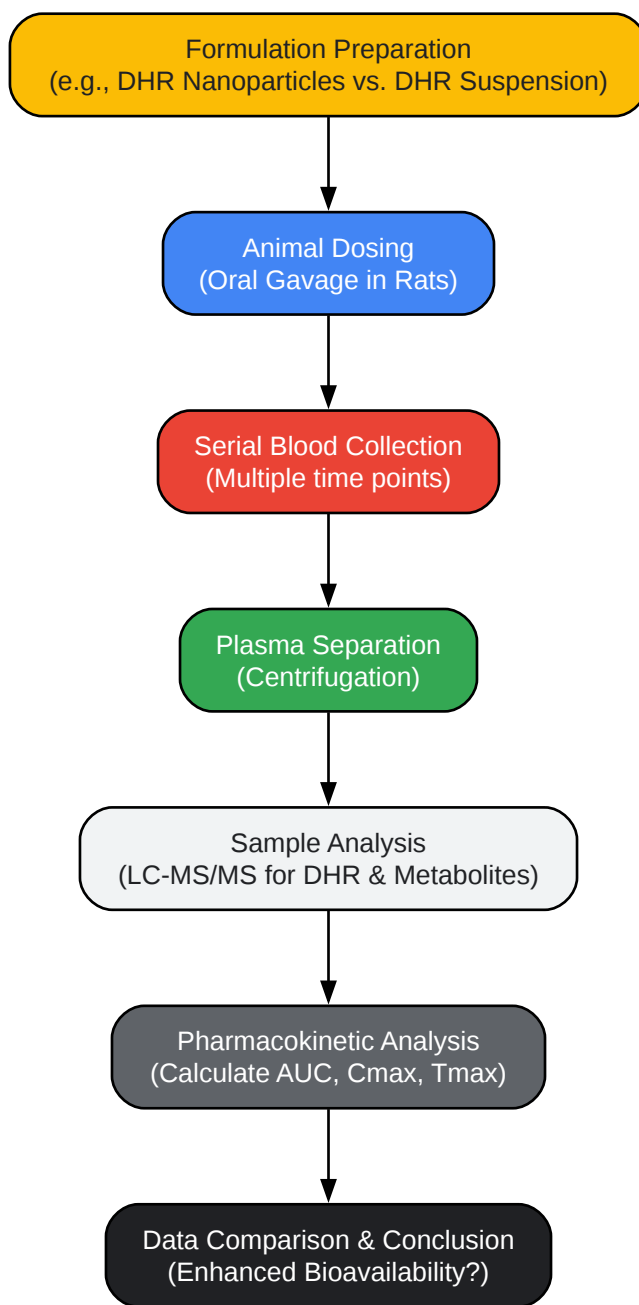 Formulation Preparation
(e.g., DHR Nanoparticles vs. DHR Suspension)
Animal Dosing
(Oral Gavage in Rats)
Serial Blood Collection
(Multiple time points)
Plasma Separation
(Centrifugation)
Sample Analysis
(LC-MS/MS for DHR & Metabolites)
Pharmacokinetic Analysis
(Calculate AUC, Cmax, Tmax)
Data Comparison & Conclusion
(Enhanced Bioavailability?)